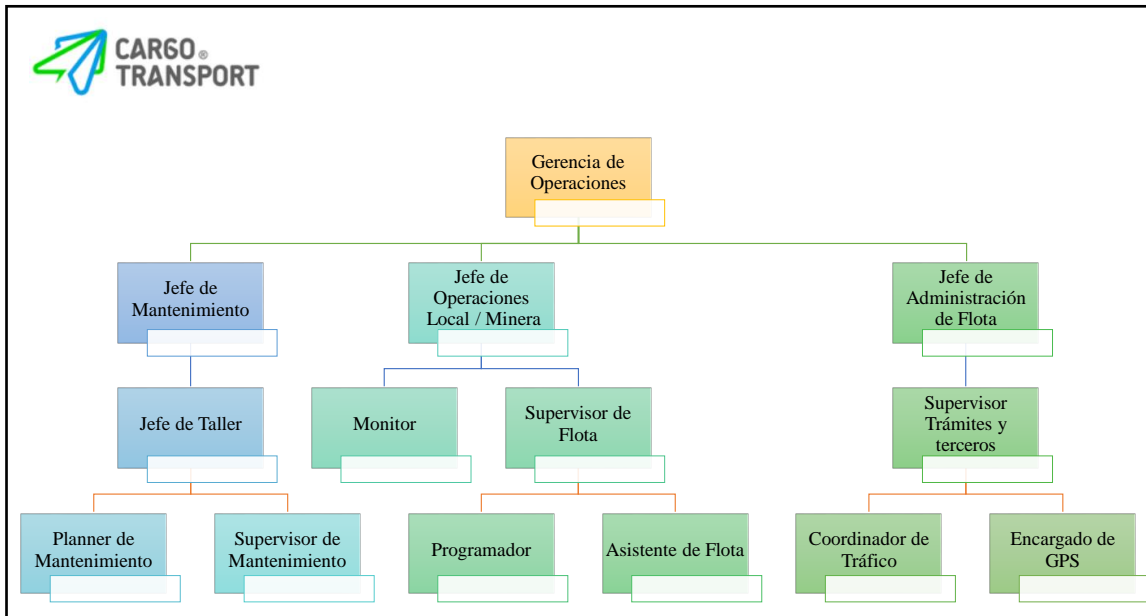 CARGO®
TRANSPORT
Gerencia de
Operaciones
Jefe de
Mantenimiento
Jefe de
Operaciones
Local / Minera
Jefe de
Administración
de Flota
Jefe de Taller
Monitor
Supervisor de
Flota
Supervisor
Trámites y
terceros
Planner de
Mantenimiento
Supervisor de
Mantenimiento
Programador
Asistente de Flota
Coordinador de
Tráfico
Encargado de
GPS